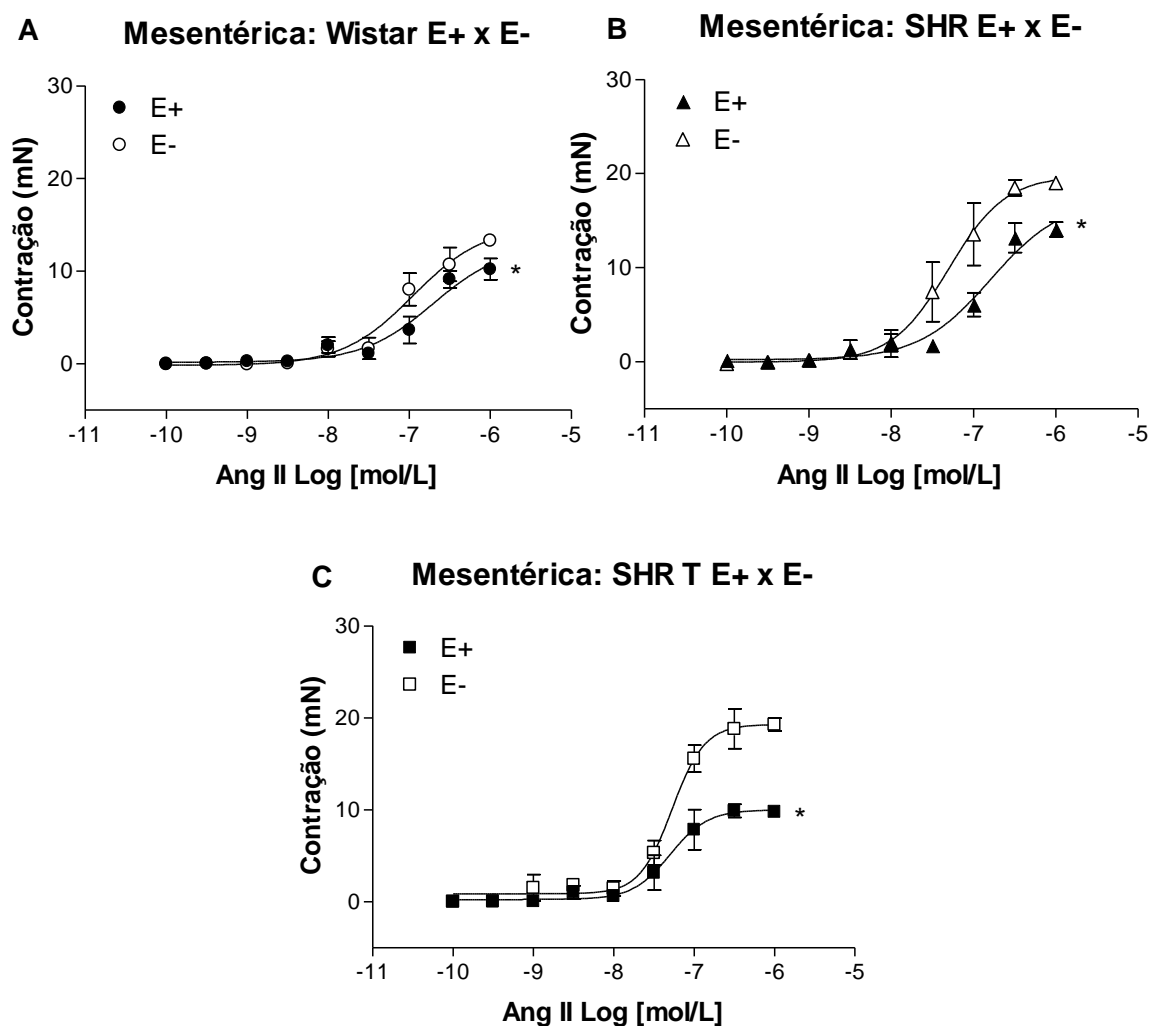 A
Mesentérica: Wistar E+ x E-
30
20
10
0
Contração (mN)
E+
E-
*
-11 -10 -9 -8 -7 -6 -5
Ang II Log [mol/L]
B
Mesentérica: SHR E+ x E-
30
20
10
0
Contração (mN)
E+
E-
*
-11 -10 -9 -8 -7 -6 -5
Ang II Log [mol/L]
C
Mesentérica: SHR T E+ x E-
30
20
10
0
Contração (mN)
E+
E-
*
-11 -10 -9 -8 -7 -6 -5
Ang II Log [mol/L]